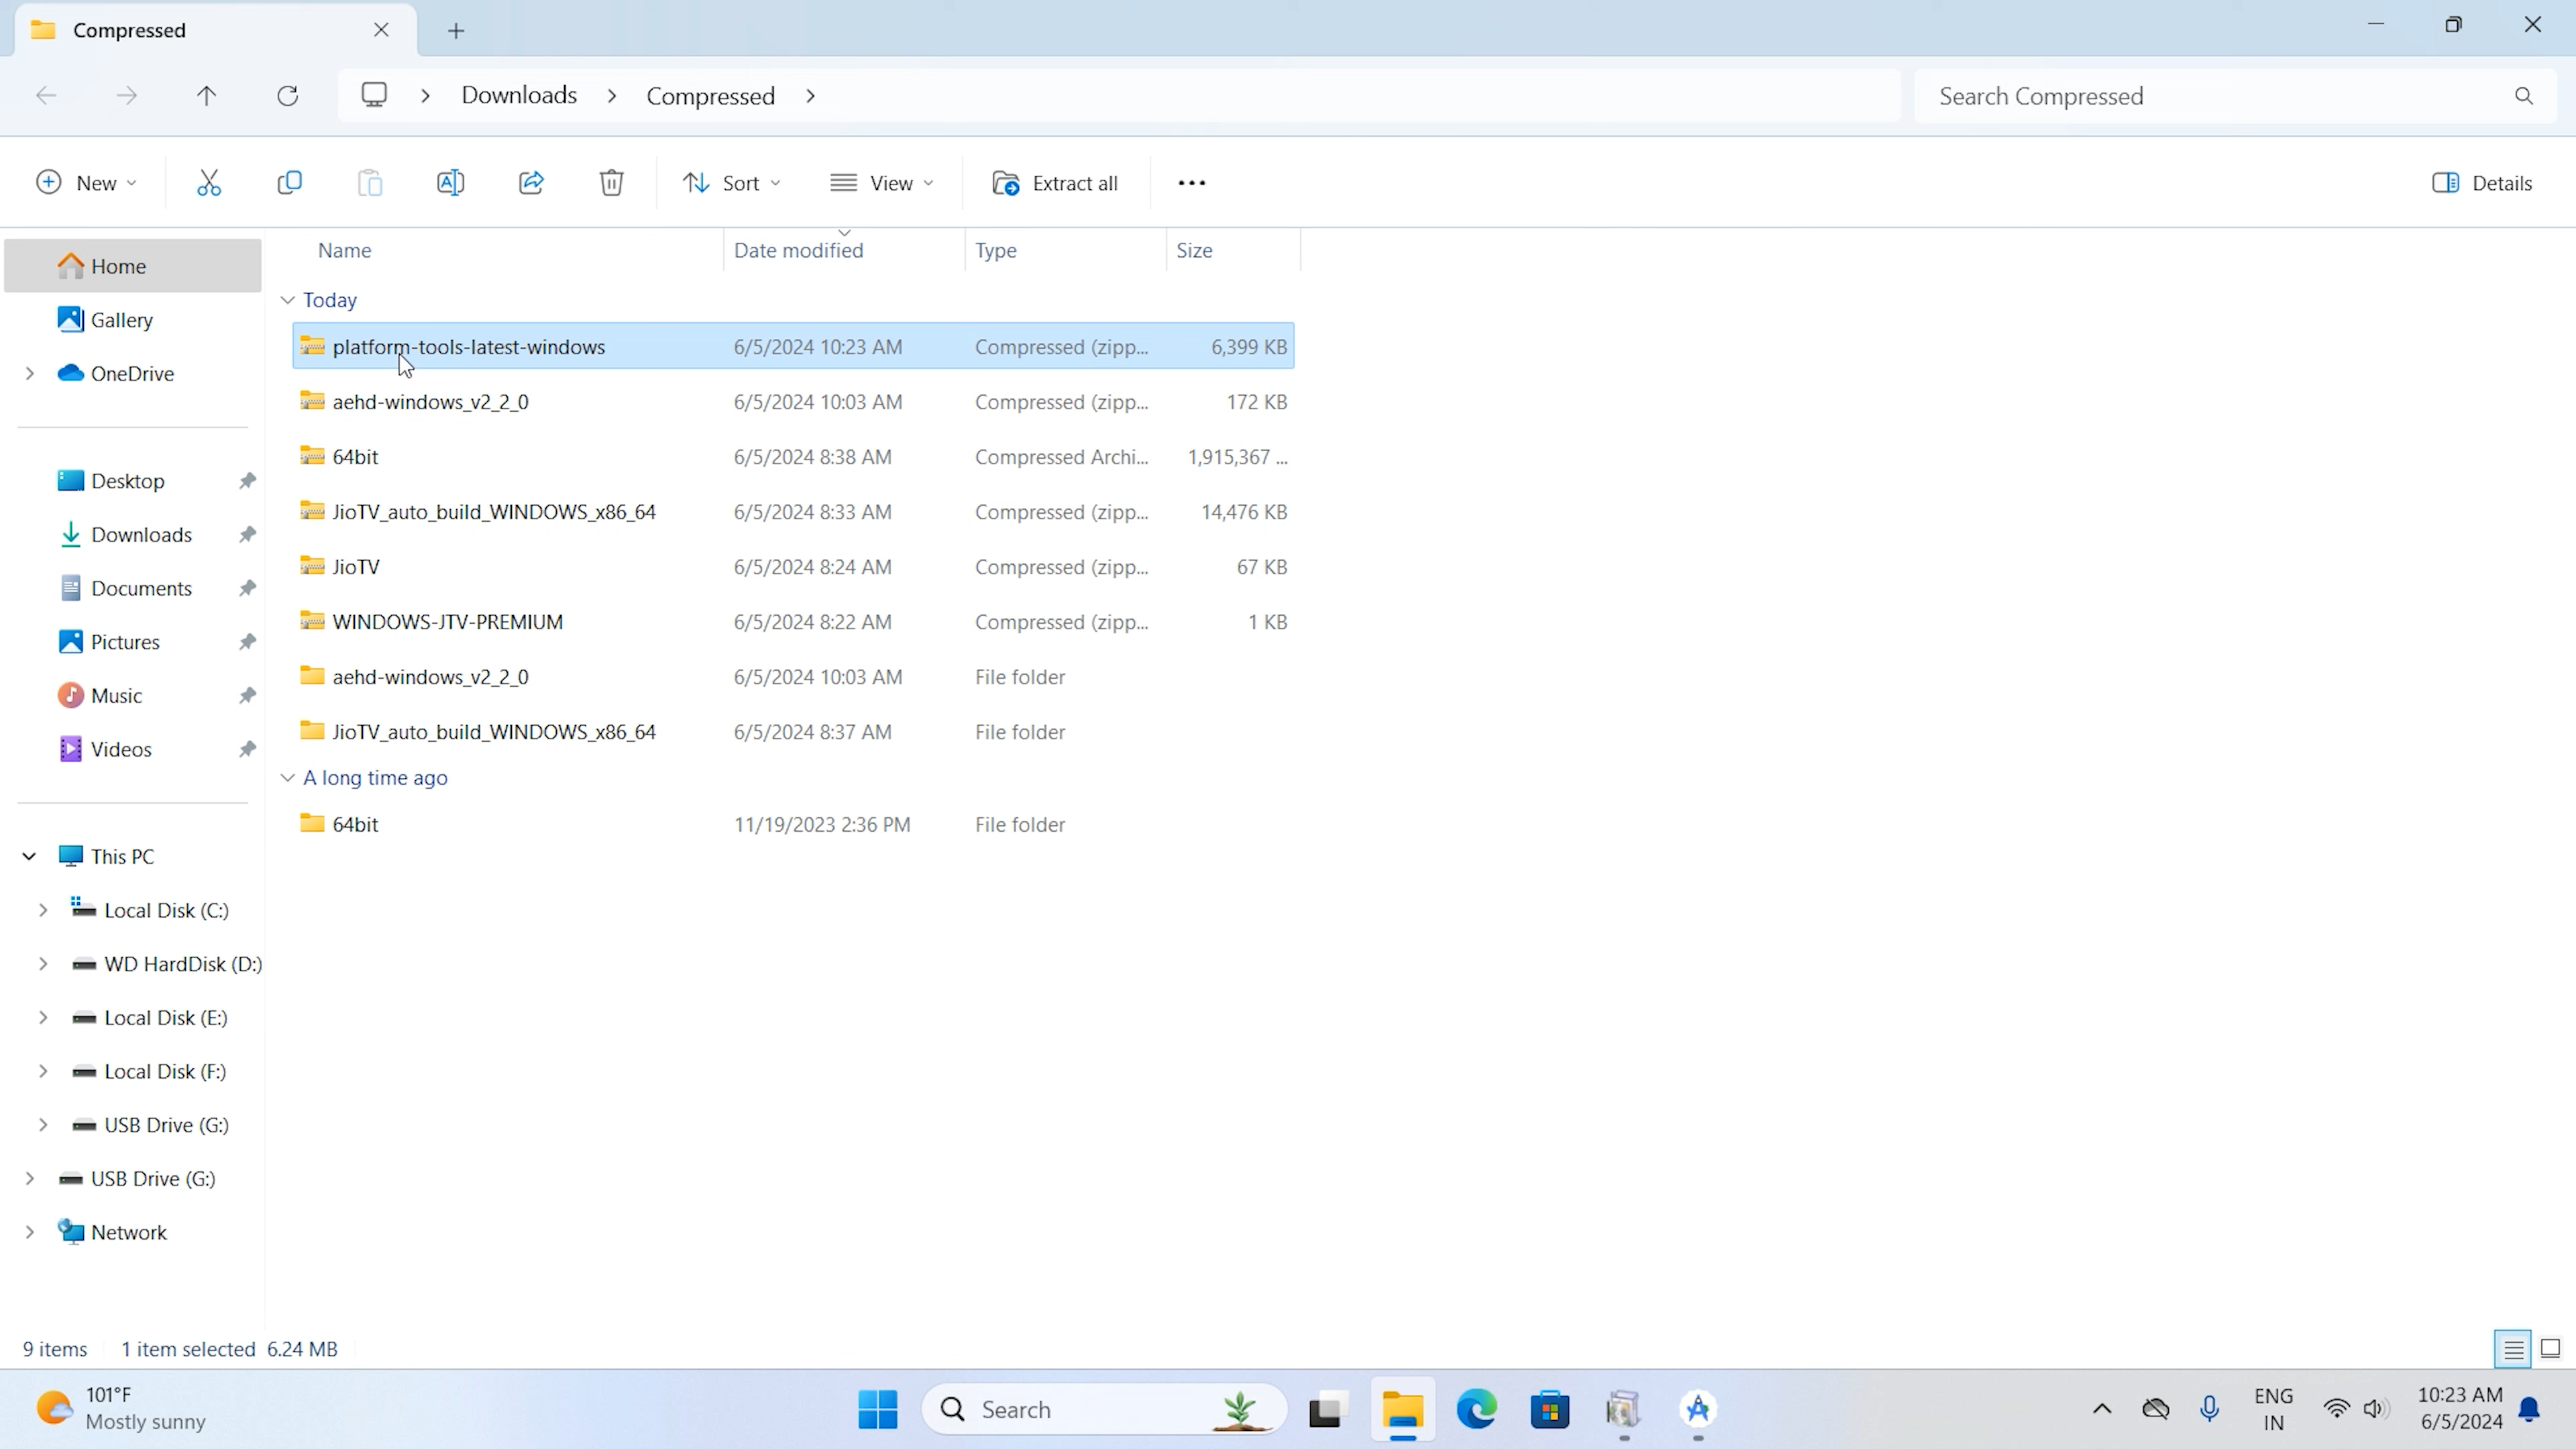 Compressed
Downloads > Compressed >
Search Compressed
New
Sort
View
Extract all
Details
Name Date modified Type Size
Today
platform-tools-latest-windows 6/5/2024 10:23 AM Compressed (zipp... 6,399 KB
aehd-windows_v2_2_0 6/5/2024 10:03 AM Compressed (zipp... 172 KB
64bit 6/5/2024 8:38 AM Compressed Archi... 1,915,367 ...
JioTV_auto_build_WINDOWS_x86_64 6/5/2024 8:33 AM Compressed (zipp... 14,476 KB
JioTV 6/5/2024 8:24 AM Compressed (zipp... 67 KB
WINDOWS-JTV-PREMIUM 6/5/2024 8:22 AM Compressed (zipp... 1 KB
aehd-windows_v2_2_0 6/5/2024 10:03 AM File folder
JioTV_auto_build_WINDOWS_x86_64 6/5/2024 8:37 AM File folder
A long time ago
64bit 11/19/2023 2:36 PM File folder
Home
Gallery
OneDrive
Desktop
Downloads
Documents
Pictures
Music
Videos
This PC
Local Disk (C:)
WD HardDisk (D:)
Local Disk (E:)
Local Disk (F:)
USB Drive (G:)
USB Drive (G:)
Network
9 items 1 item selected 6.24 MB
101°F
Mostly sunny
Search
ENG
IN
10:23 AM
6/5/2024